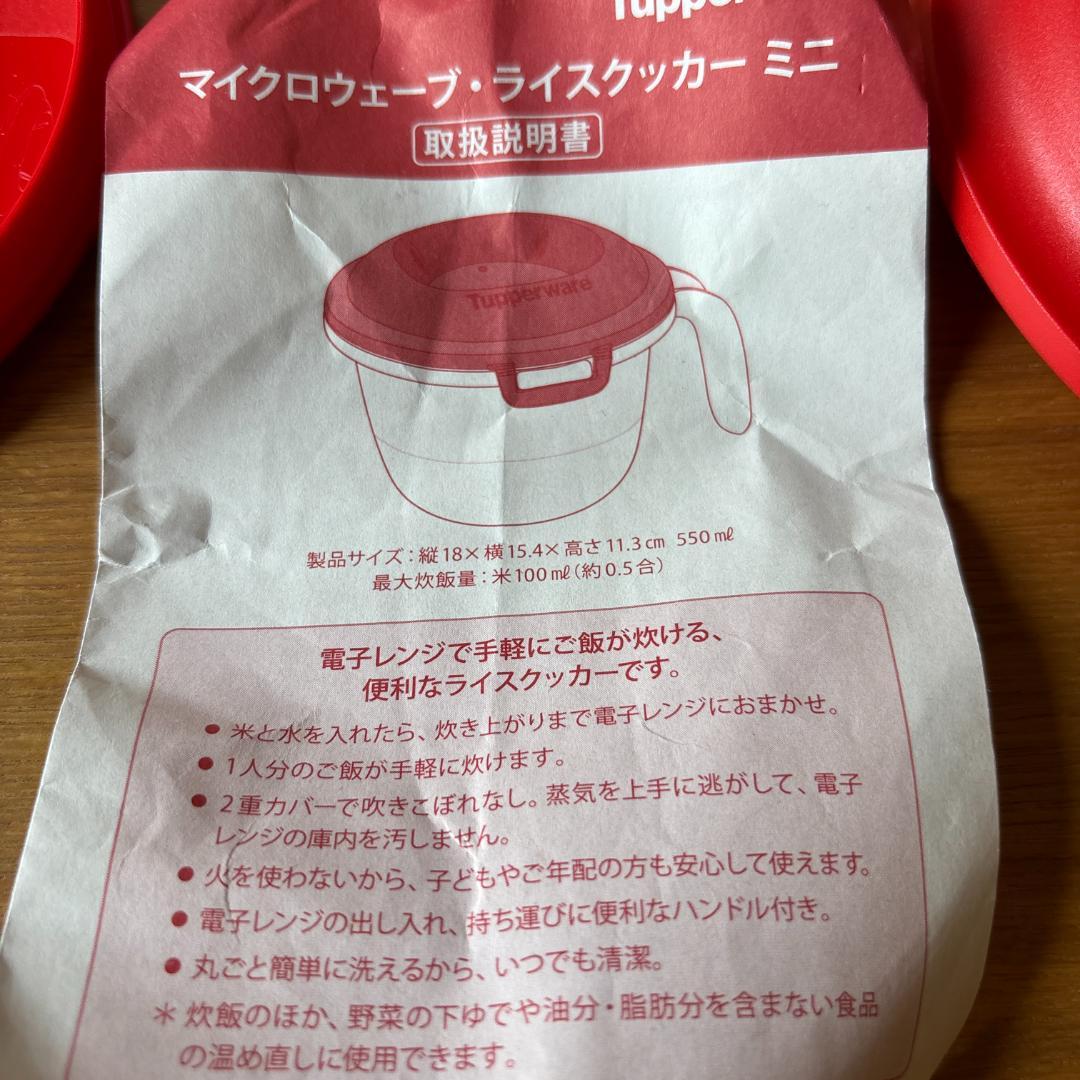 Tupper
マイクロウェーブ・ライスクッカー ミニ
取扱説明書
Tupperware
製品サイズ：縦18×横15.4×高さ11.3㎝ 550㎖
最大炊飯量：米100㎖（約0.5合）
電子レンジで手軽にご飯が炊ける、
便利なライスクッカーです。
● 米と水を入れたら、炊き上がりまで電子レンジにおまかせ。
● 1人分のご飯が手軽に炊けます。
● 2重カバーで吹きこぼれなし。蒸気を上手に逃がして、電子
レンジの庫内を汚しません。
● 火を使わないから、子どもやご年配の方も安心して使えます。
● 電子レンジの出し入れ、持ち運びに便利なハンドル付き。
● 丸ごと簡単に洗えるから、いつでも清潔。
＊ 炊飯のほか、野菜の下ゆでや油分・脂肪分を含まない食品
の温め直しに使用できます。